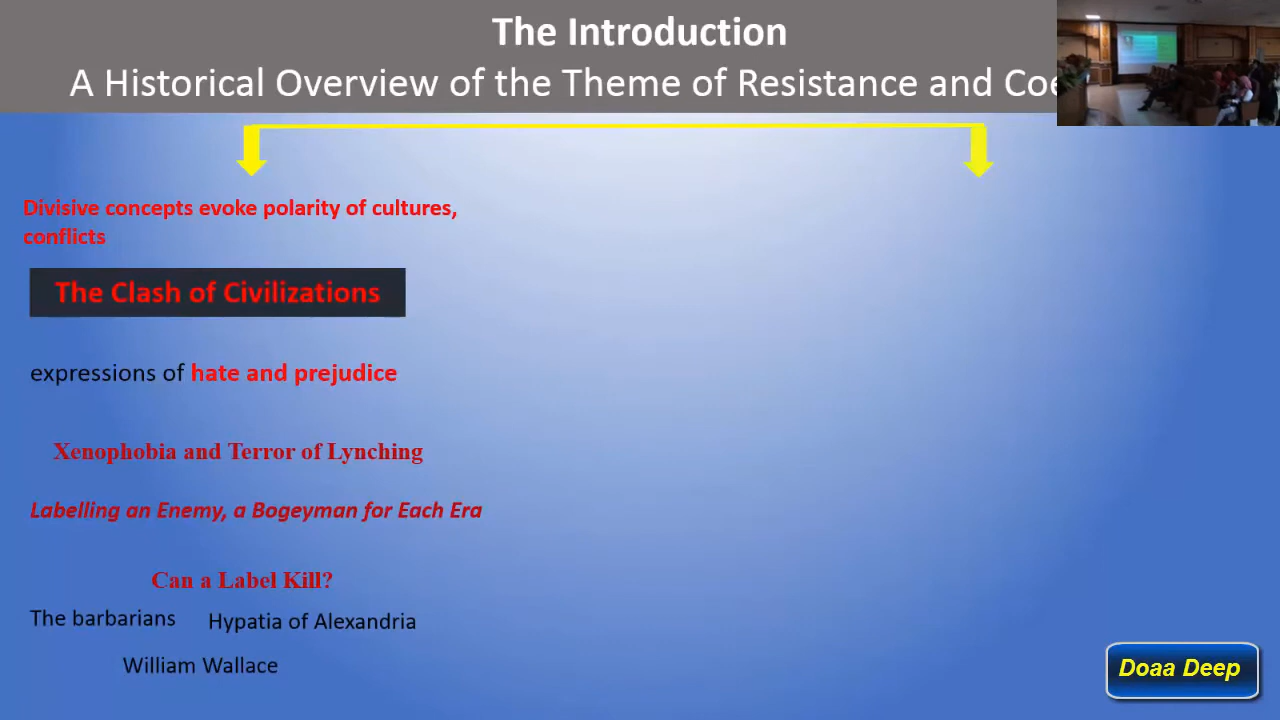 The Introduction
A Historical Overview of the Theme of Resistance and
Divisive concepts evoke polarity of cultures,
conflicts
The Clash of Civilizations
expressions of hate and prejudice
Xenophobia and Terror of Lynching
Labelling an Enemy, a Bogeyman for Each Era
Can a Label Kill?
The barbarians Hypatia of Alexandria
William Wallace
Doaa Deep